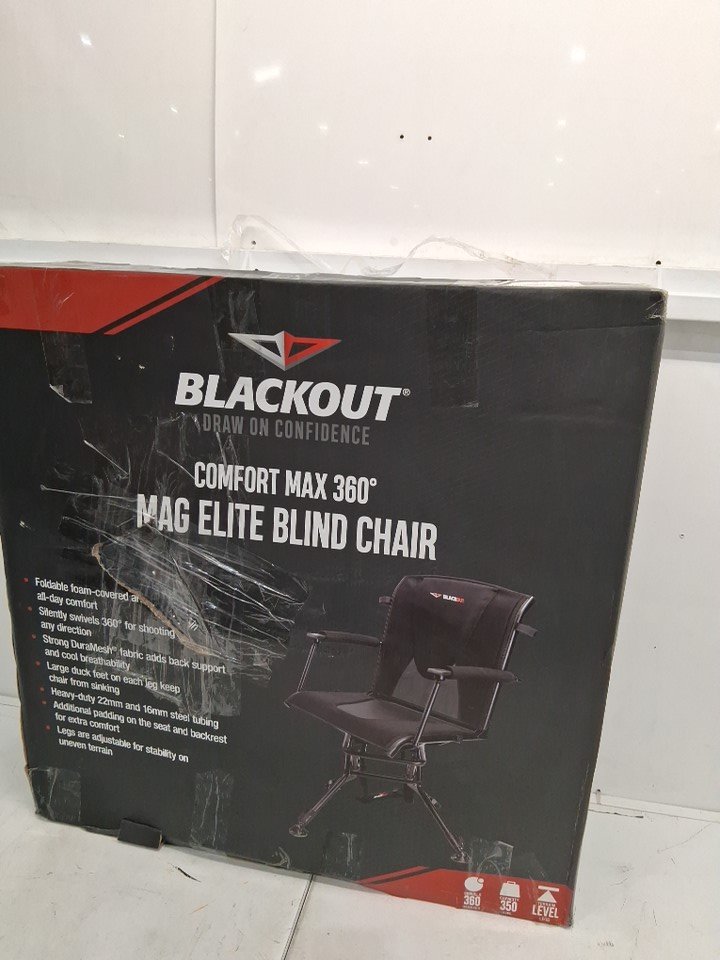 BLACKOUT®
DRAW ON CONFIDENCE
COMFORT MAX 360°
MAG ELITE BLIND CHAIR
Foldable foam-covered
all-day comfort
Silently swivels 360° for shooting
any direction
Strong DuraMesh® fabric adds back support
and cool breathability
Large duck feet on each leg keep
chair from sinking
Heavy-duty 22mm and 16mm steel tubing
Additional padding on the seat and backrest
for extra comfort
Legs are adjustable for stability on
uneven terrain
BLACKOUT
360
350
LEVEL